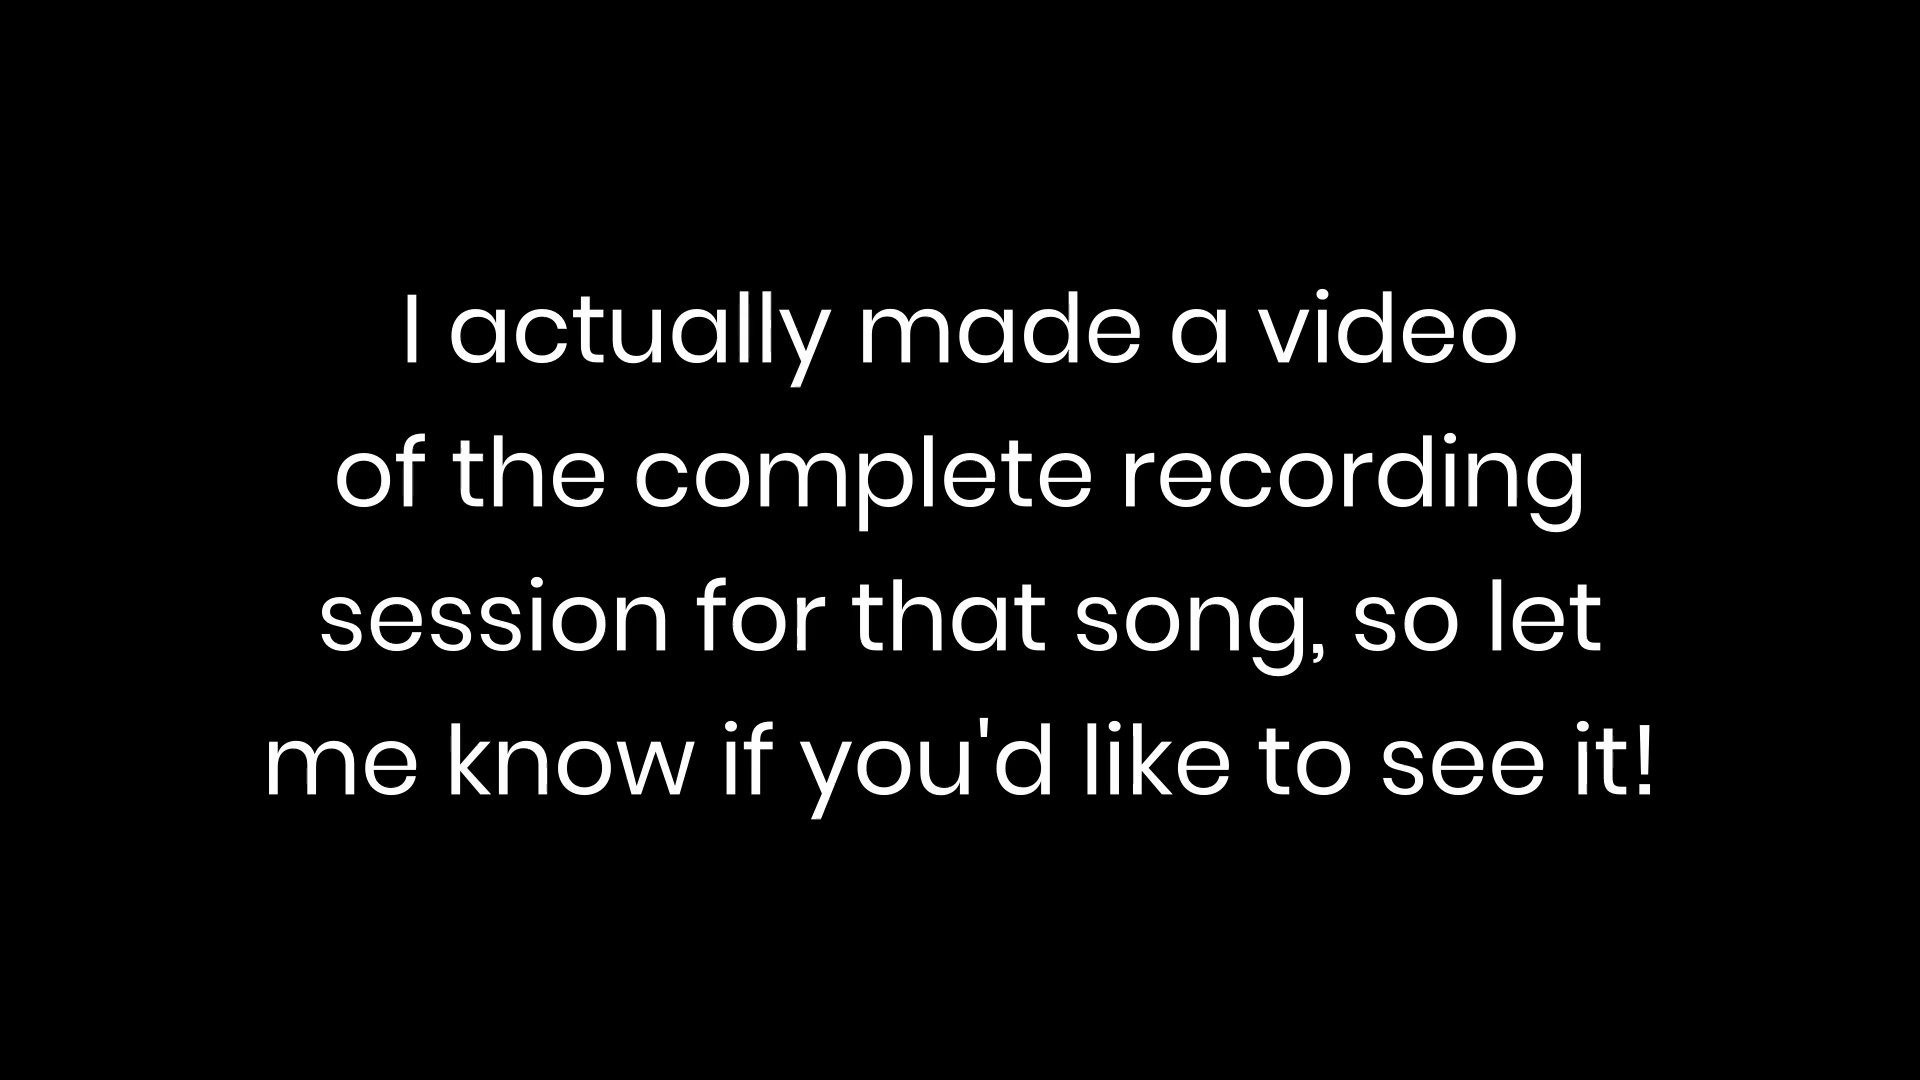 I actually made a video
of the complete recording
session for that song, so let
me know if you'd like to see it!